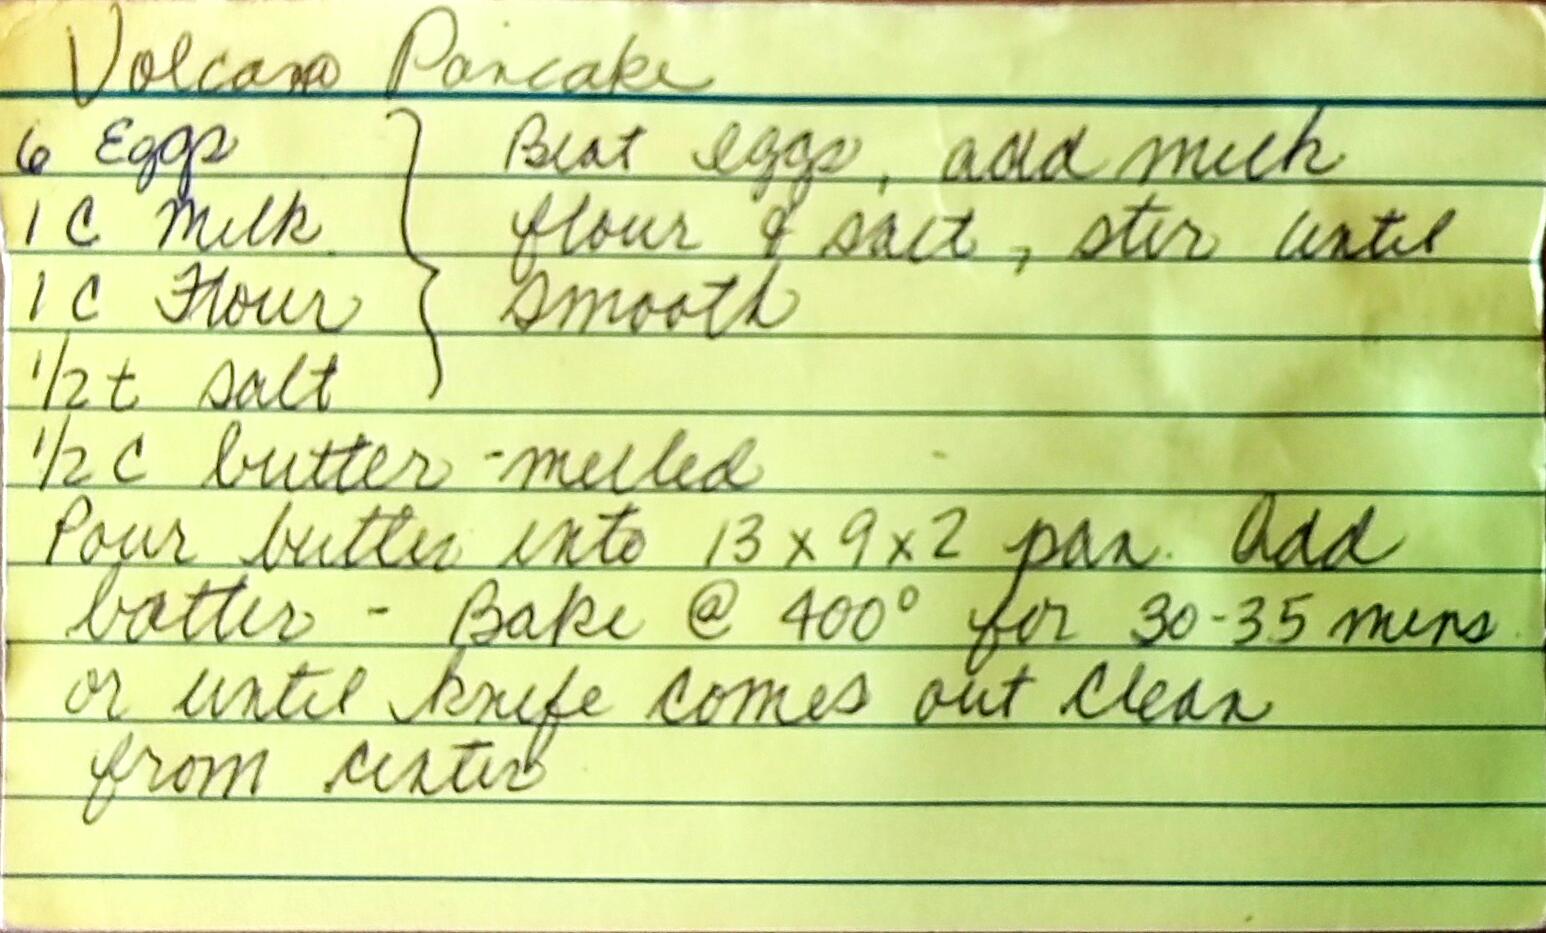 Volcano Pancake
6 Eggs
1 C Milk
1 C Flour
1/2 t salt
Beat eggs, add milk
flour & salt, stir until
smooth
1/2 C butter - melted
Pour butter into 13 x 9 x 2 pan. Add
batter - Bake @ 400° for 30-35 mins
or until knife comes out clean
from center